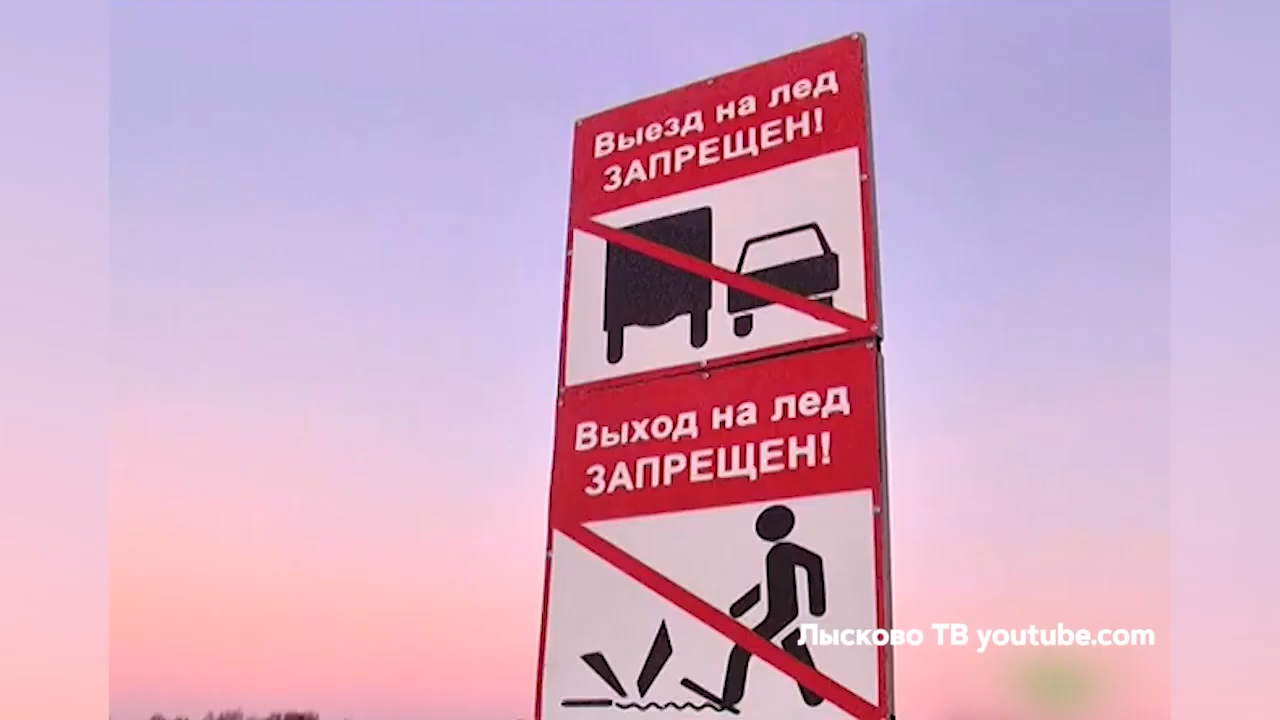 Выезд на лед
ЗАПРЕЩЕН!
Выход на лед
ЗАПРЕЩЕН!
Лысково ТВ youtube.com